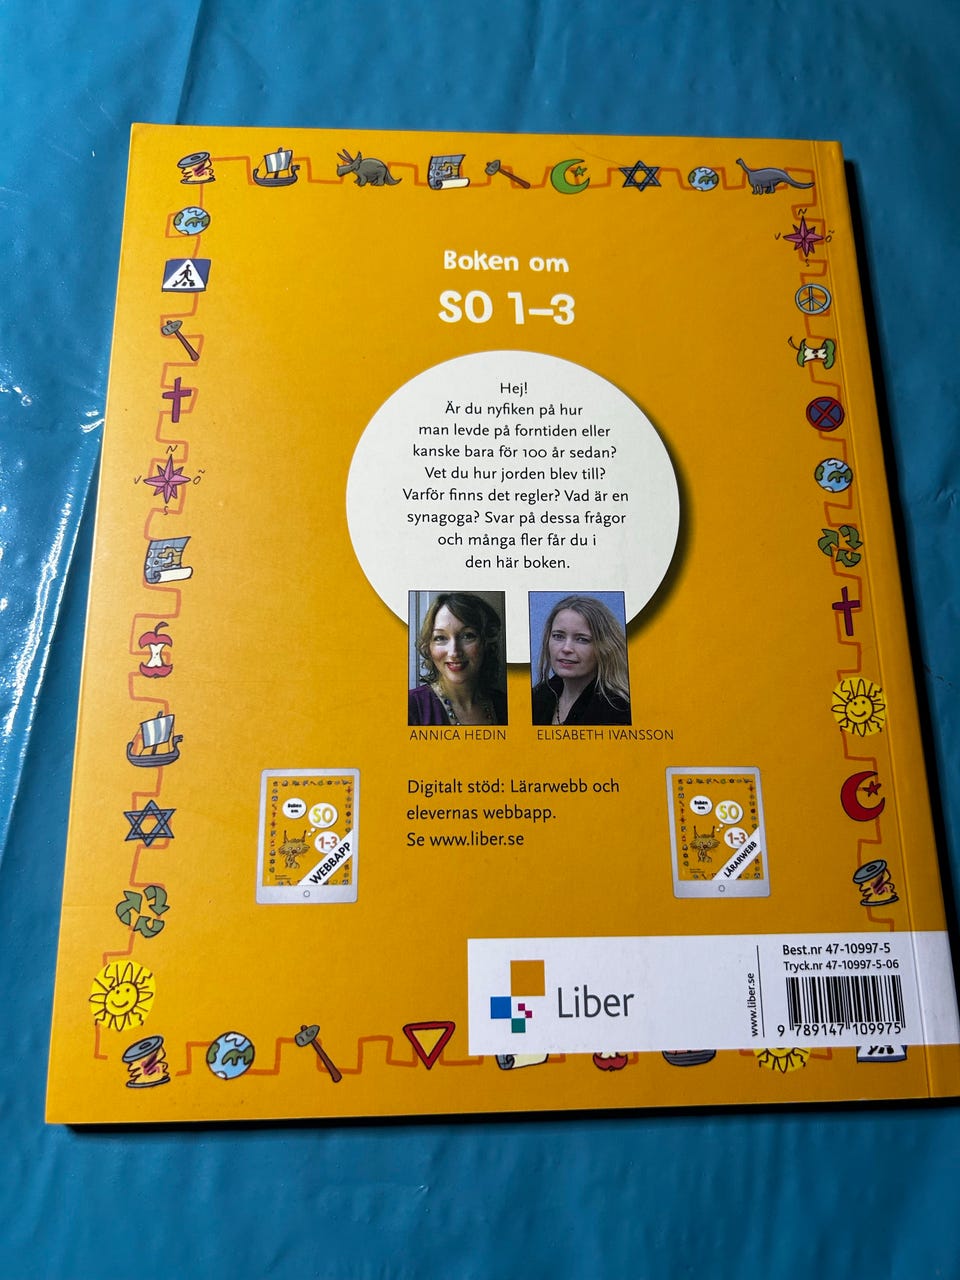 Boken om
SO 1–3
Hej!
Är du nyfiken på hur
man levde på forntiden eller
kanske bara för 100 år sedan?
Vet du hur jorden blev till?
Varför finns det regler? Vad är en
synagoga? Svar på dessa frågor
och många fler får du i
den här boken.
ANNICA HEDIN
ELISABETH IVANSSON
Digitalt stöd: Lärarwebb och
elevernas webbapp.
Se www.liber.se
Boken
om
SO
1-3
WEBBAPP
Boken
om
SO
1-3
LÄRARWEBB
Liber
www.liber.se
Best.nr 47-10997-5
Tryck.nr 47-10997-5-06
9 789147 109975
N
V
Ö
S
N
V
Ö
S